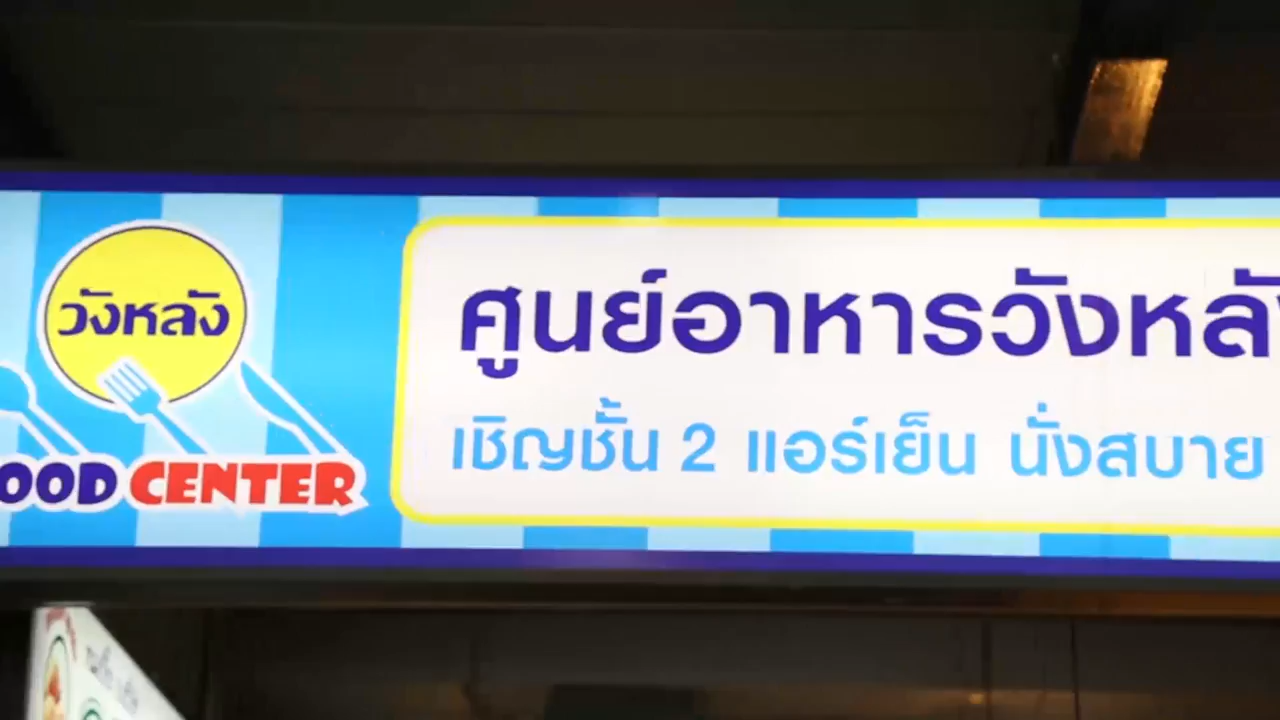 วังหลัง
OOD CENTER
ศูนย์อาหารวังหลั
เชิญชั้น 2 แอร์เย็น นั่งสบาย